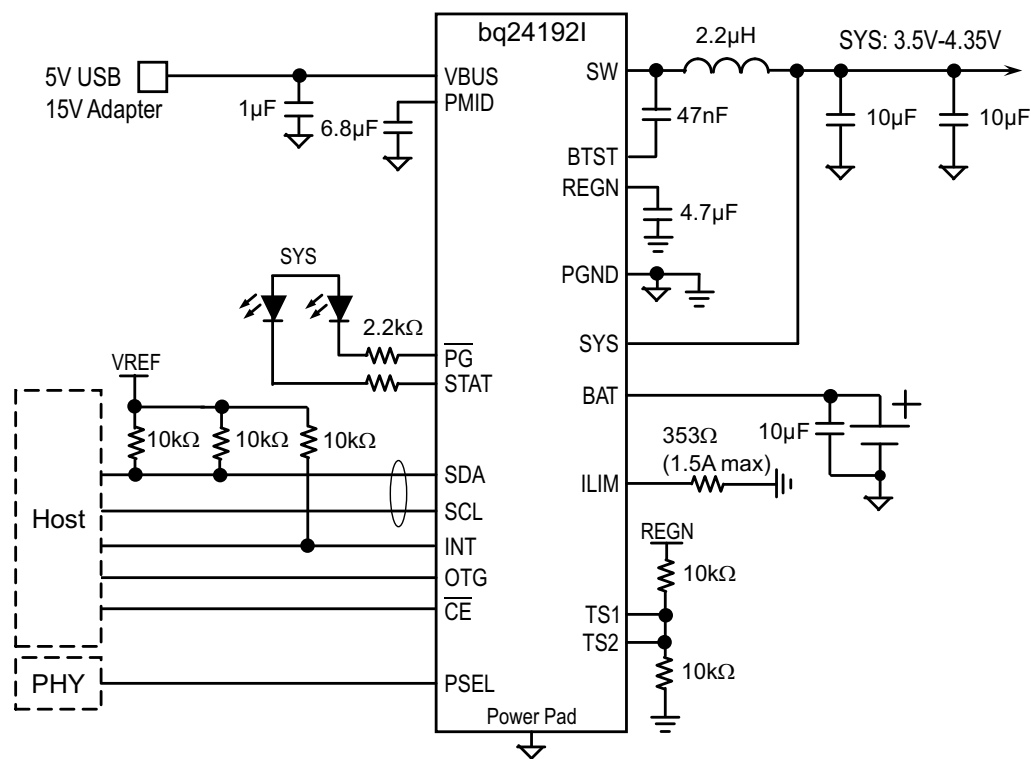 bq24192I
5V USB
15V Adapter
1µF
6.8µF
VBUS
PMID
SW
2.2µH
SYS: 3.5V-4.35V
47nF
10µF
10µF
BTST
REGN
4.7µF
PGND
SYS
SYS
2.2kΩ
PG
STAT
BAT
10µF
+
VREF
10kΩ
10kΩ
10kΩ
353Ω
(1.5A max)
ILIM
Host
SDA
SCL
INT
OTG
CE
REGN
10kΩ
TS1
TS2
10kΩ
PHY
PSEL
Power Pad